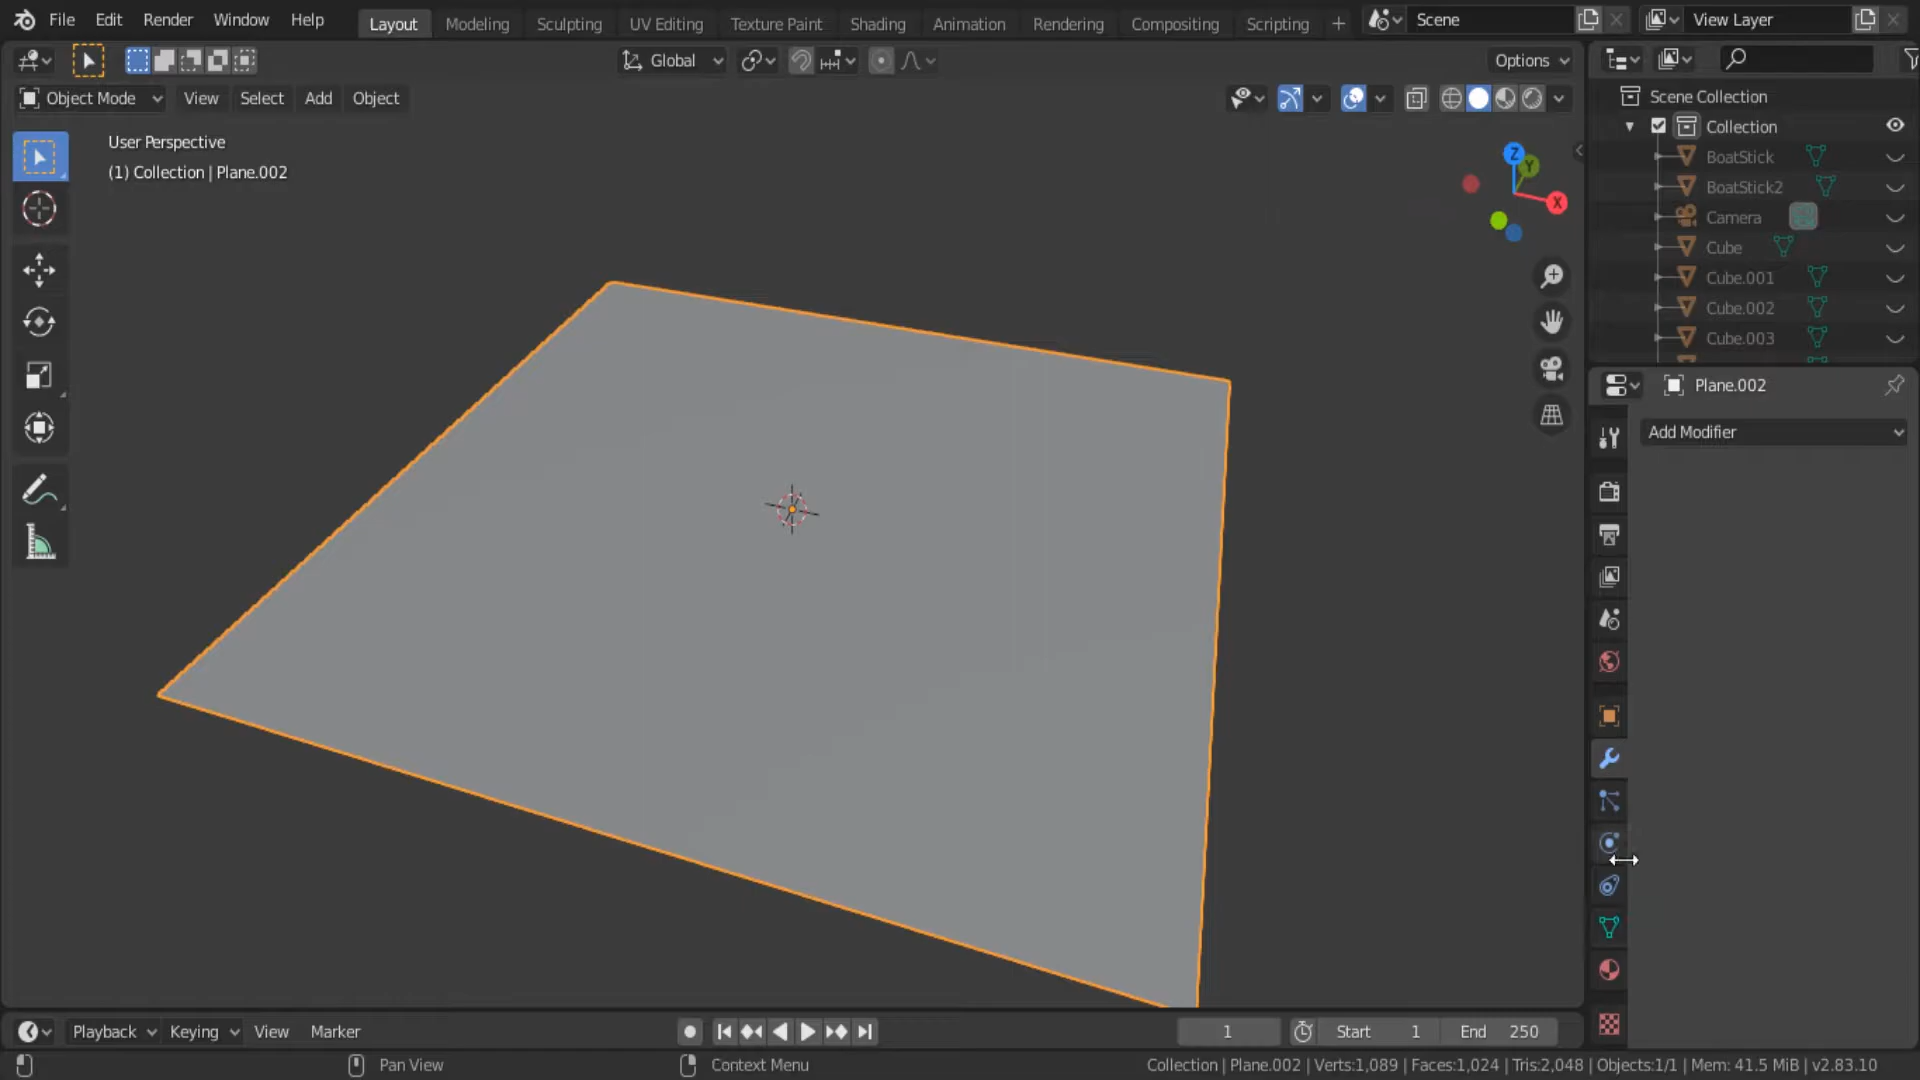 File Edit Render Window Help Layout Modeling Sculpting UV Editing Texture Paint Shading Animation Rendering Compositing Scripting + Scene View Layer
Global Options
Object Mode View Select Add Object
User Perspective
(1) Collection | Plane.002
Z
Y
X
Scene Collection
Collection
BoatStick
BoatStick2
Camera
Cube
Cube.001
Cube.002
Cube.003
Plane.002
Add Modifier
Playback Keying View Marker 1 Start 1 End 250
Pan View Context Menu Collection | Plane.002 | Verts:1,089 | Faces:1,024 | Tris:2,048 | Objects:1/1 | Mem: 41.5 MiB | v2.83.10